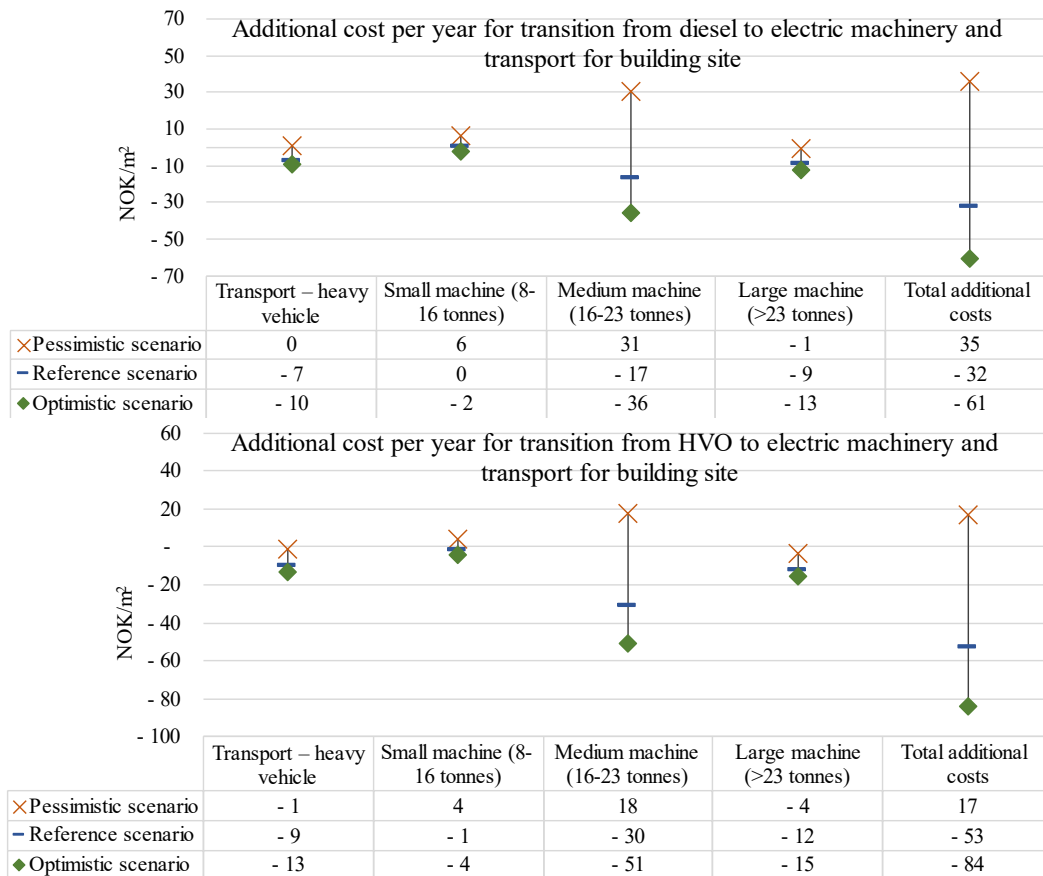 Additional cost per year for transition from diesel to electric machinery and
transport for building site
70
50
30
10
- 10
- 30
- 50
- 70
NOK/m²
Transport – heavy vehicle
Small machine (8-16 tonnes)
Medium machine (16-23 tonnes)
Large machine (>23 tonnes)
Total additional costs
Pessimistic scenario 0 6 31 - 1 35
Reference scenario - 7 0 - 17 - 9 - 32
Optimistic scenario - 10 - 2 - 36 - 13 - 61
Additional cost per year for transition from HVO to electric machinery and
transport for building site
60
40
20
-
- 20
- 40
- 60
- 80
- 100
NOK/m²
Transport – heavy vehicle
Small machine (8-16 tonnes)
Medium machine (16-23 tonnes)
Large machine (>23 tonnes)
Total additional costs
Pessimistic scenario - 1 4 18 - 4 17
Reference scenario - 9 - 1 - 30 - 12 - 53
Optimistic scenario - 13 - 4 - 51 - 15 - 84